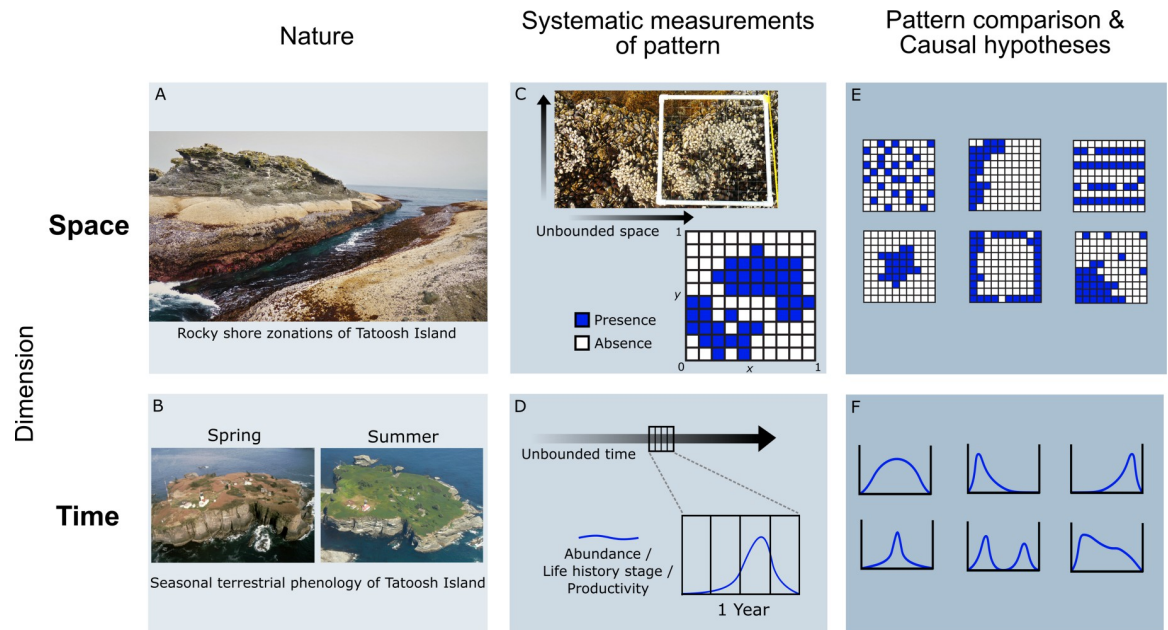 Nature
Systematic measurements
of pattern
Pattern comparison &
Causal hypotheses
Dimension
Space
A
Rocky shore zonations of Tatoosh Island
C
Unbounded space
1
y
Presence
Absence
0
x
1
E
Time
B
Spring
Summer
Seasonal terrestrial phenology of Tatoosh Island
D
Unbounded time
Abundance /
Life history stage /
Productivity
1 Year
F